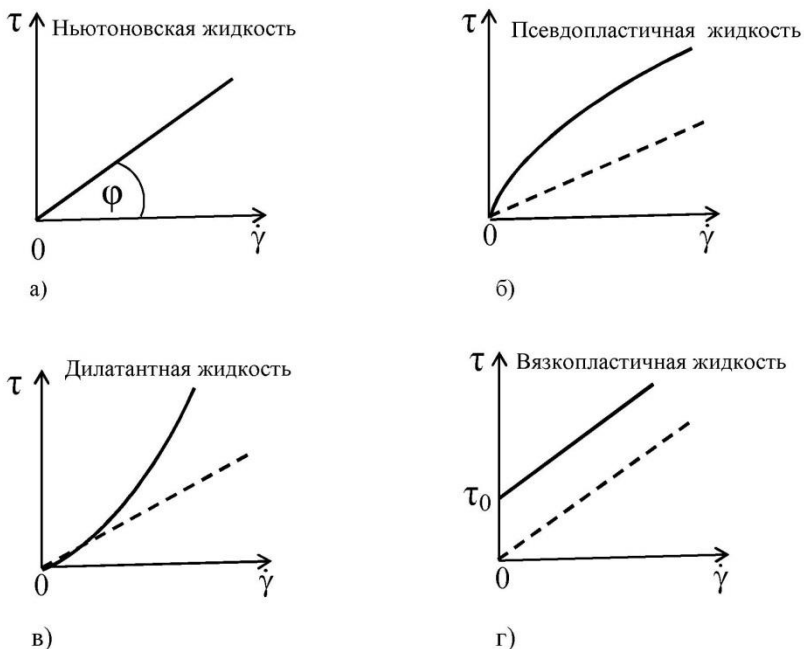 τ
Ньютоновская жидкость
φ
0
γ̇
а)
τ
Псевдопластичная жидкость
0
γ̇
б)
τ
Дилатантная жидкость
0
γ̇
в)
τ
Вязкопластичная жидкость
τ₀
0
γ̇
г)